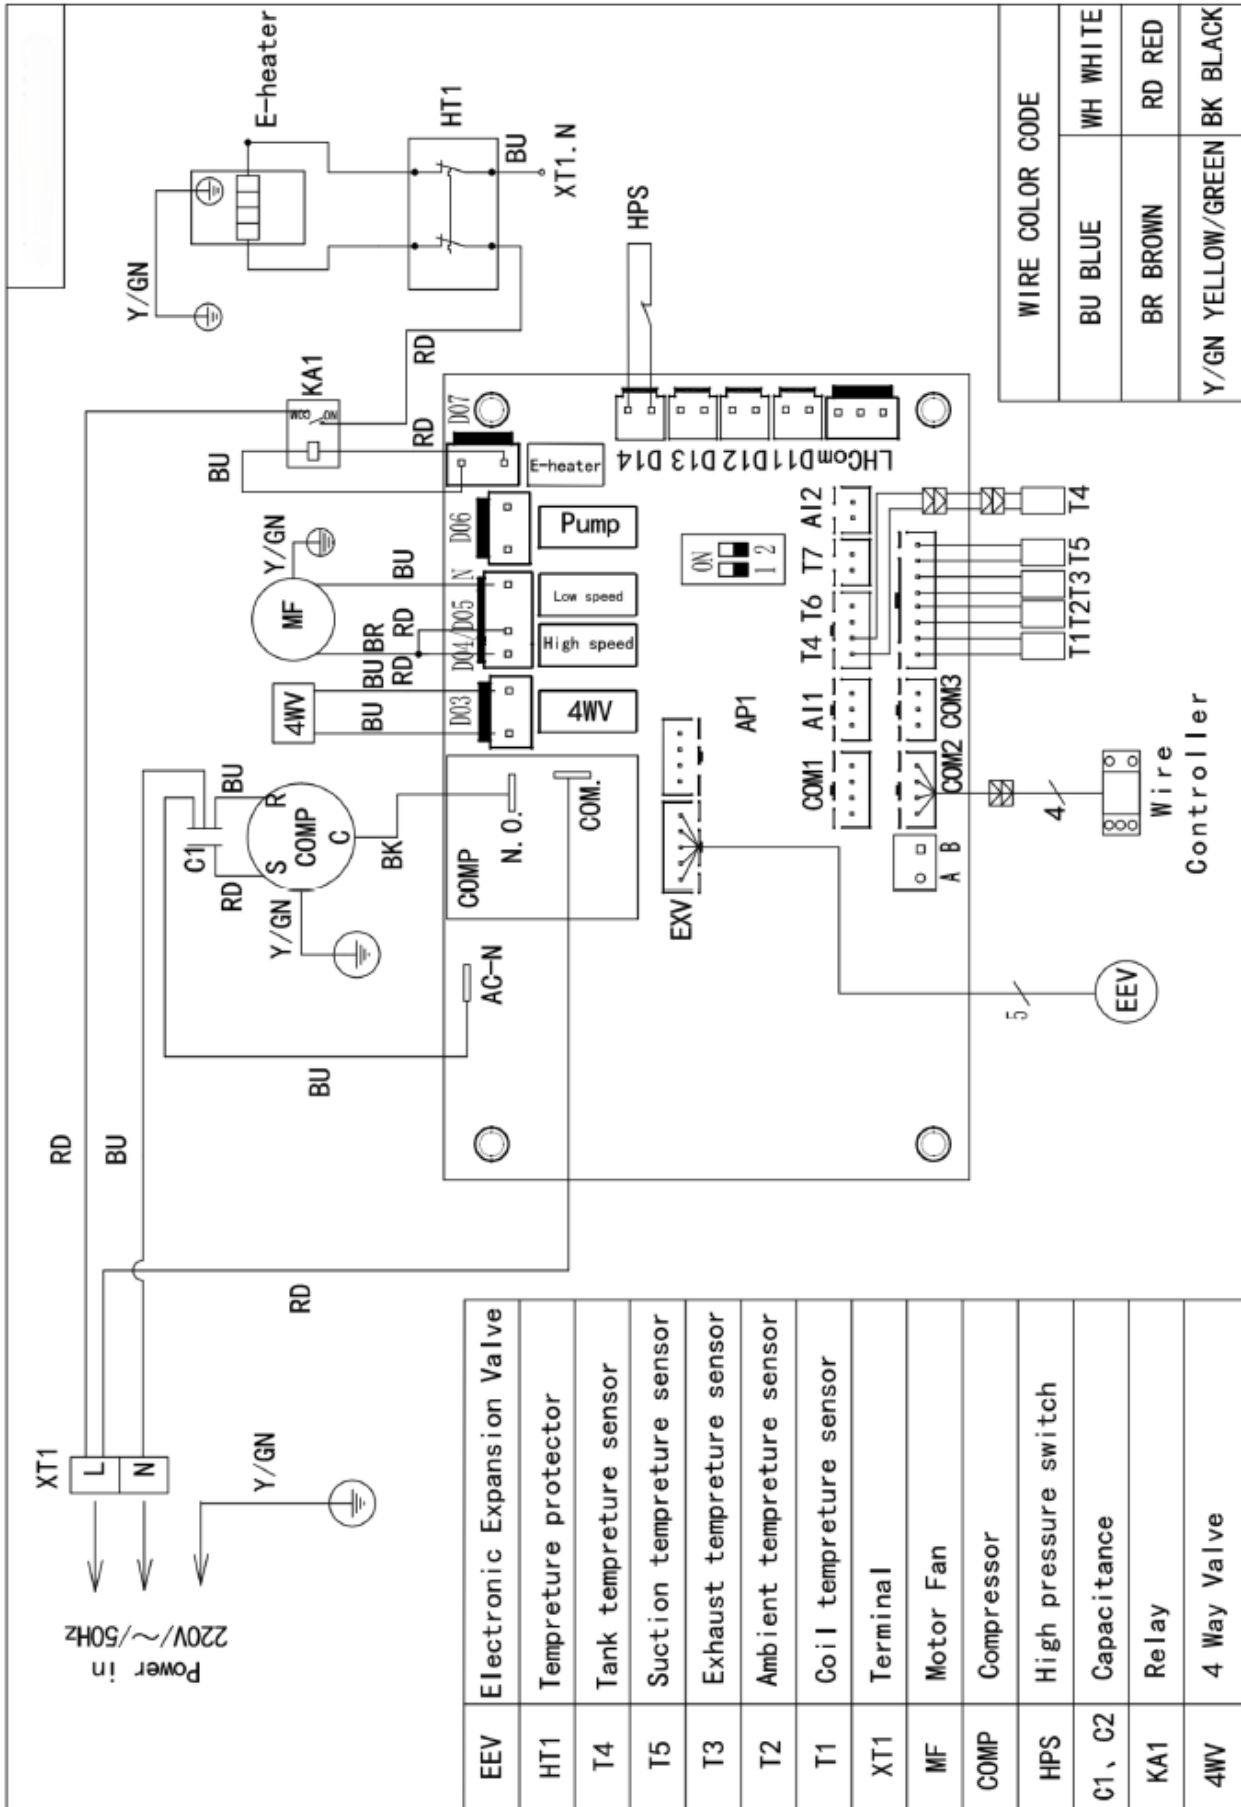 Power in
220V/~/50Hz
XT1
L
N
Y/GN
RD
BU
RD
BU
C1
BU
RD
S
R
COMP
C
BK
Y/GN
4WV
BU
BU
MF
Y/GN
BR
RD
RD
BU
BU
KA1
COM
NO
RD
RD
Y/GN
E-heater
HT1
BU
XT1.N
AC-N
COMP
N.O.
COM.
D03
D04/D05
N
D06
D07
4WV
High speed
Low speed
Pump
E-heater
HPS
D14
D13
D12
D11
LHCom
ON
1 2
AP1
EXV
COM1
AI1
T4
T6
T7
AI2
A
B
COM2
COM3
T1
T2
T3
T5
T4
5
EEV
4
Wire
Controller
EEV Electronic Expansion Valve
HT1 Tempreture protector
T4 Tank tempreture sensor
T5 Suction tempreture sensor
T3 Exhaust tempreture sensor
T2 Ambient tempreture sensor
T1 Coil tempreture sensor
XT1 Terminal
MF Motor Fan
COMP Compressor
HPS High pressure switch
C1、C2 Capacitance
KA1 Relay
4WV 4 Way Valve
WIRE COLOR CODE
BU BLUE WH WHITE
BR BROWN RD RED
Y/GN YELLOW/GREEN BK BLACK